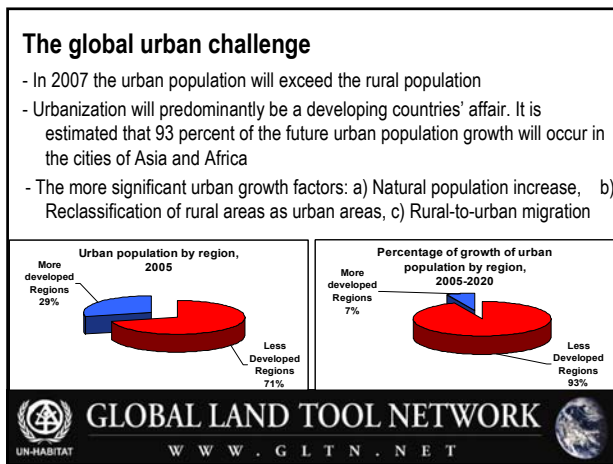 The global urban challenge
- In 2007 the urban population will exceed the rural population
- Urbanization will predominantly be a developing countries' affair. It is
estimated that 93 percent of the future urban population growth will occur in
the cities of Asia and Africa
- The more significant urban growth factors: a) Natural population increase, b)
Reclassification of rural areas as urban areas, c) Rural-to-urban migration
Urban population by region,
2005
More
developed
Regions
29%
Less
Developed
Regions
71%
Percentage of growth of urban
population by region,
2005-2020
More
developed
Regions
7%
Less
Developed
Regions
93%
UN-HABITAT
GLOBAL LAND TOOL NETWORK
WWW.GLTN.NET